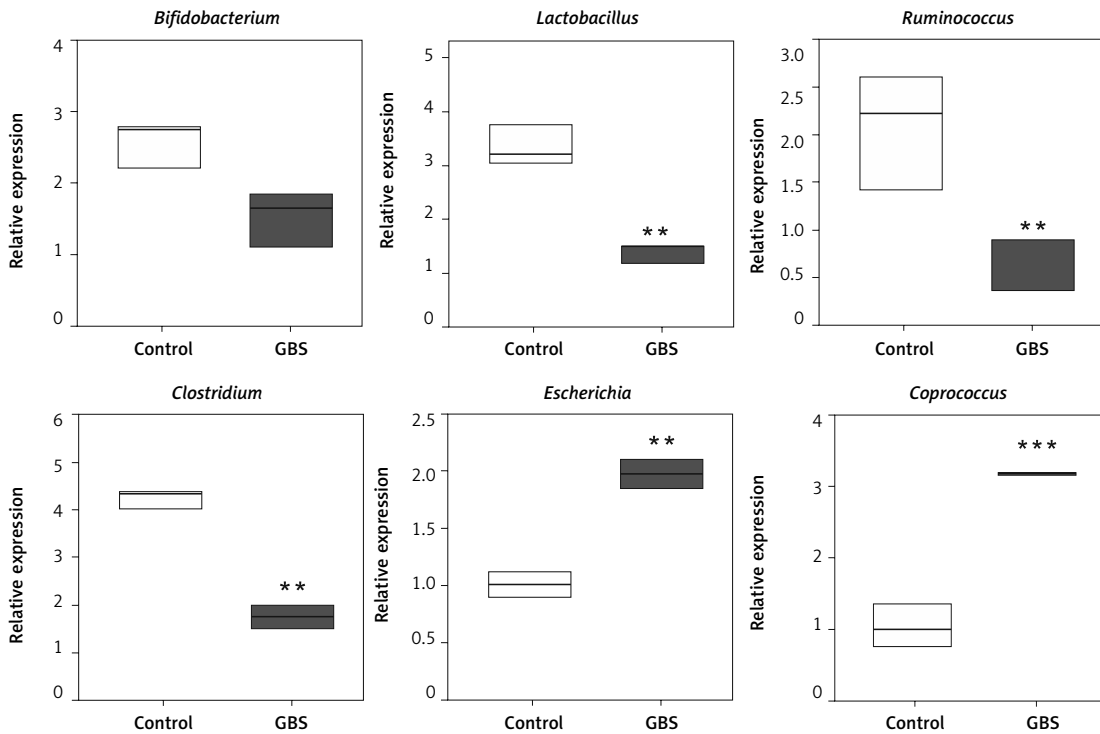 Bifidobacterium
Relative expression
4
3
2
1
0
Control GBS
Lactobacillus
Relative expression
5
4
3
2
1
0
**
Control GBS
Ruminococcus
Relative expression
3.0
2.5
2.0
1.5
1.0
0.5
0
**
Control GBS
Clostridium
Relative expression
6
5
4
3
2
1
0
**
Control GBS
Escherichia
Relative expression
2.5
2.0
1.5
1.0
0.5
0
**
Control GBS
Coprococcus
Relative expression
4
3
2
1
0
***
Control GBS